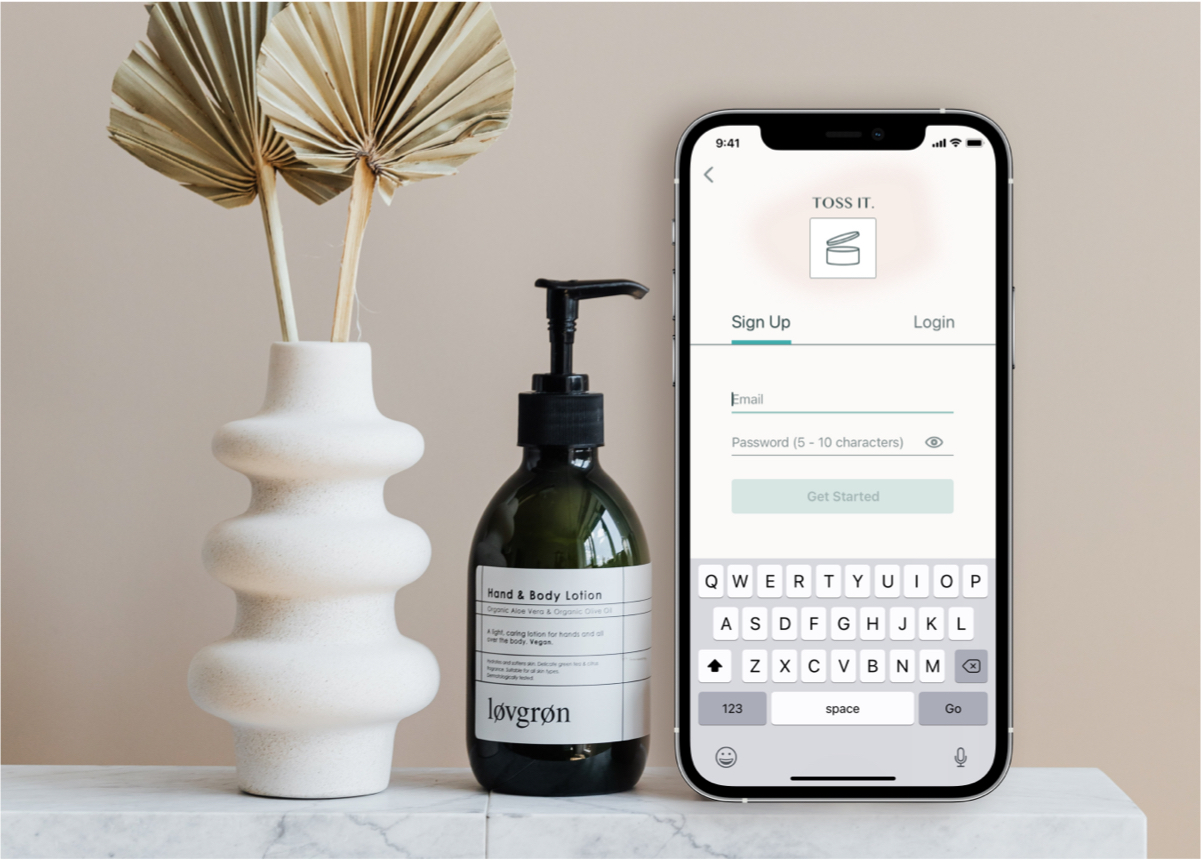 Hand & Body Lotion
Organic Aloe Vera & Organic Olive Oil
A light, caring lotion for hands and all
over the body. Vegan.
Hydrates and softens skin. Delicate green tea & citrus
fragrance. Suitable for all skin types.
Dermatologically tested.
løvgrøn
9:41
TOSS IT.
Sign Up
Login
Email
Password (5 - 10 characters)
Get Started
Q W E R T Y U I O P
A S D F G H J K L
Z X C V B N M
123 space Go